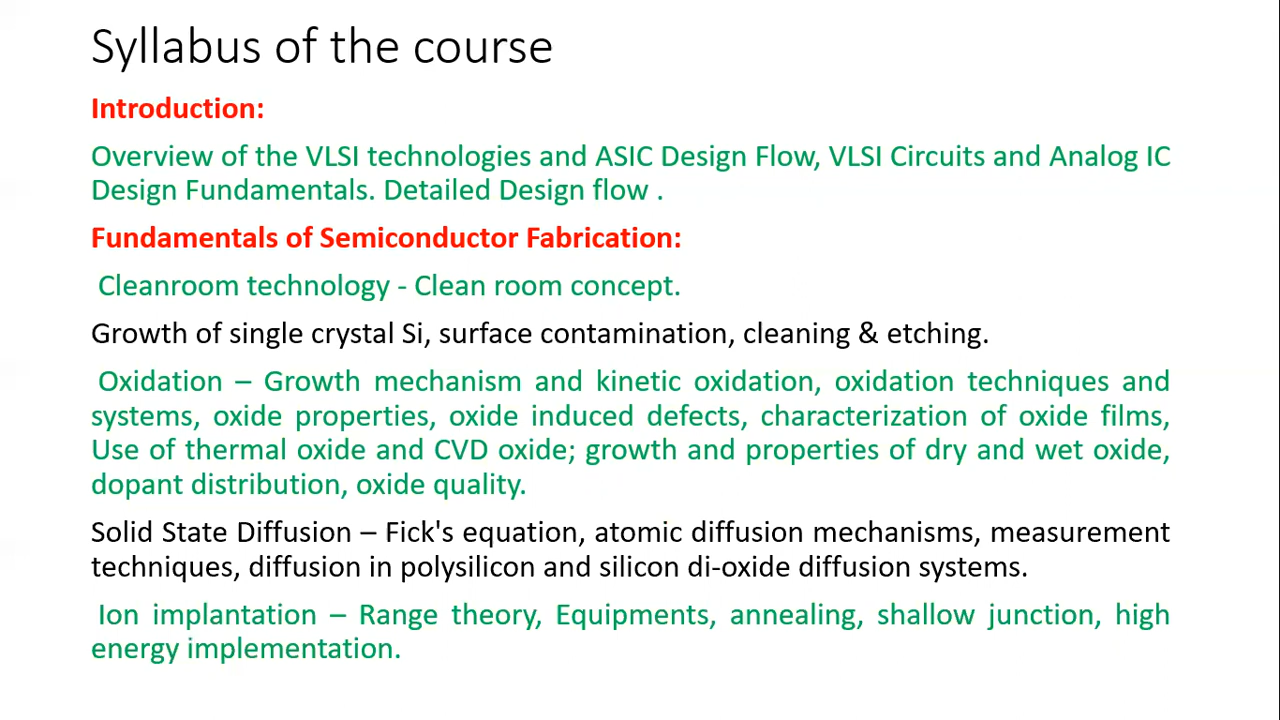 Syllabus of the course
Introduction:
Overview of the VLSI technologies and ASIC Design Flow, VLSI Circuits and Analog IC
Design Fundamentals. Detailed Design flow .
Fundamentals of Semiconductor Fabrication:
Cleanroom technology - Clean room concept.
Growth of single crystal Si, surface contamination, cleaning & etching.
Oxidation – Growth mechanism and kinetic oxidation, oxidation techniques and
systems, oxide properties, oxide induced defects, characterization of oxide films,
Use of thermal oxide and CVD oxide; growth and properties of dry and wet oxide,
dopant distribution, oxide quality.
Solid State Diffusion – Fick's equation, atomic diffusion mechanisms, measurement
techniques, diffusion in polysilicon and silicon di-oxide diffusion systems.
Ion implantation – Range theory, Equipments, annealing, shallow junction, high
energy implementation.